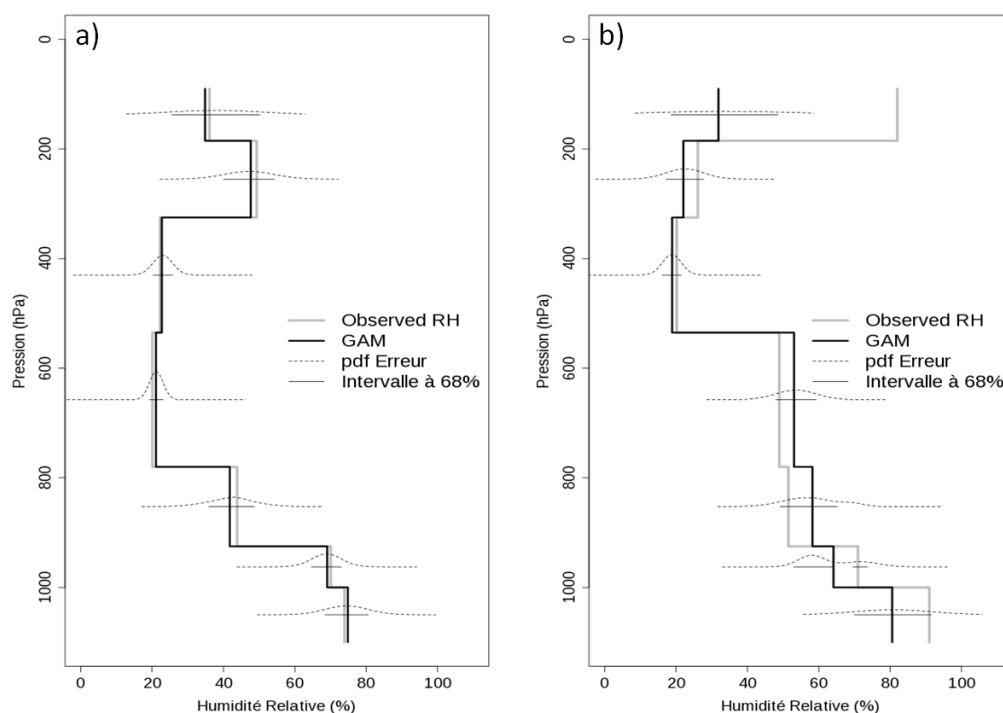 a)
0
200
400
600
800
1000
Pression (hPa)
Observed RH
GAM
pdf Erreur
Intervalle à 68%
0 20 40 60 80 100
Humidité Relative (%)
b)
0
200
400
600
800
1000
Pression (hPa)
Observed RH
GAM
pdf Erreur
Intervalle à 68%
0 20 40 60 80 100
Humidité Relative (%)